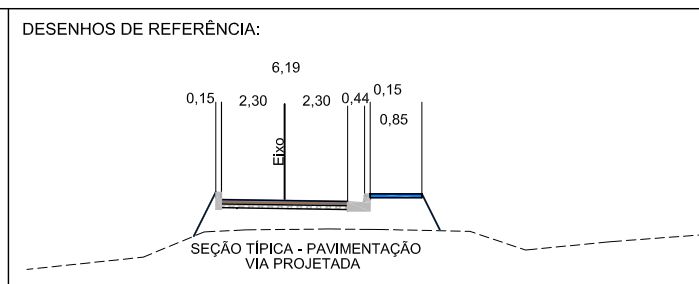 DESENHOS DE REFERÊNCIA:
6,19
0,15 2,30 2,30 0,44 0,15
0,85
Eixo
SEÇÃO TÍPICA - PAVIMENTAÇÃO
VIA PROJETADA